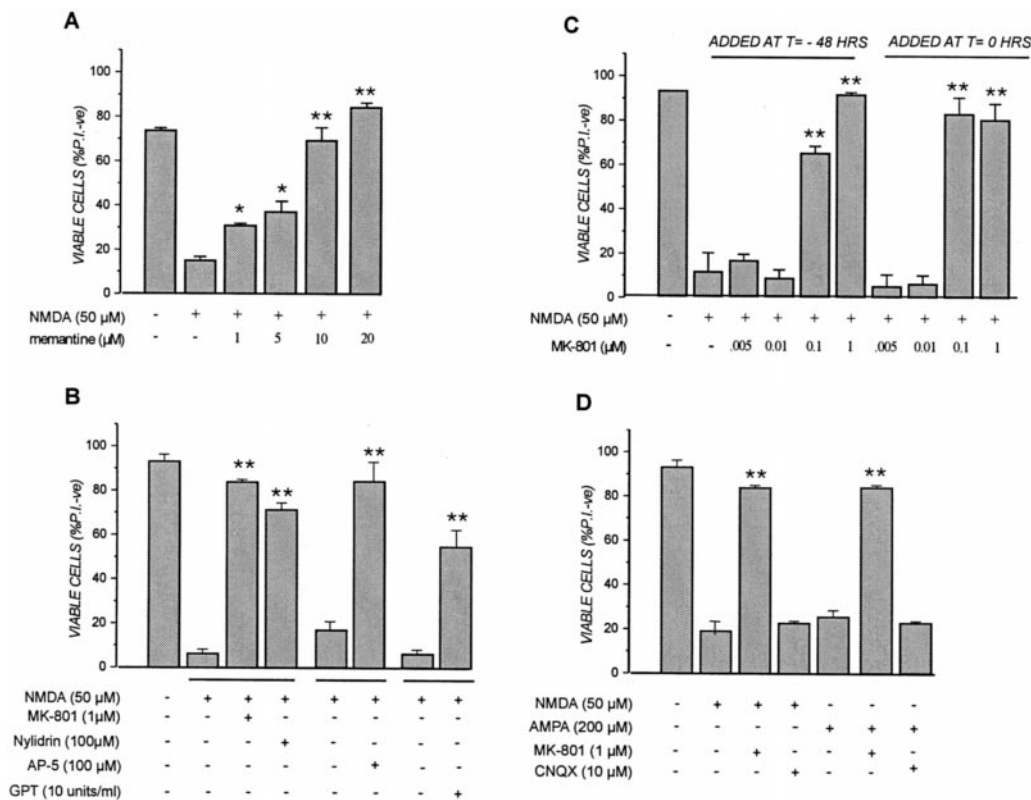 A
VIABLE CELLS (%P.I.-ve)
100
80
60
40
20
0
* * ** **
NMDA (50 µM) - + + + + +
memantine (µM) - - 1 5 10 20
B
VIABLE CELLS (%P.I.-ve)
100
80
60
40
20
0
** ** ** **
NMDA (50 µM) - + + + + + + +
MK-801 (1µM) - - + - - - - -
Nylidrin (100µM) - - - + - - - -
AP-5 (100 µM) - - - - - + - -
GPT (10 units/ml) - - - - - - - +
C
ADDED AT T= - 48 HRS ADDED AT T= 0 HRS
VIABLE CELLS (%P.I.-ve)
100
80
60
40
20
0
** ** ** **
NMDA (50 µM) - + + + + + + + + +
MK-801 (µM) - - .005 0.01 0.1 1 .005 0.01 0.1 1
D
VIABLE CELLS (%P.I.-ve)
100
80
60
40
20
0
** **
NMDA (50 µM) - + + + - - -
AMPA (200 µM) - - - - + + +
MK-801 (1 µM) - - + - - + -
CNQX (10 µM) - - - + - - +